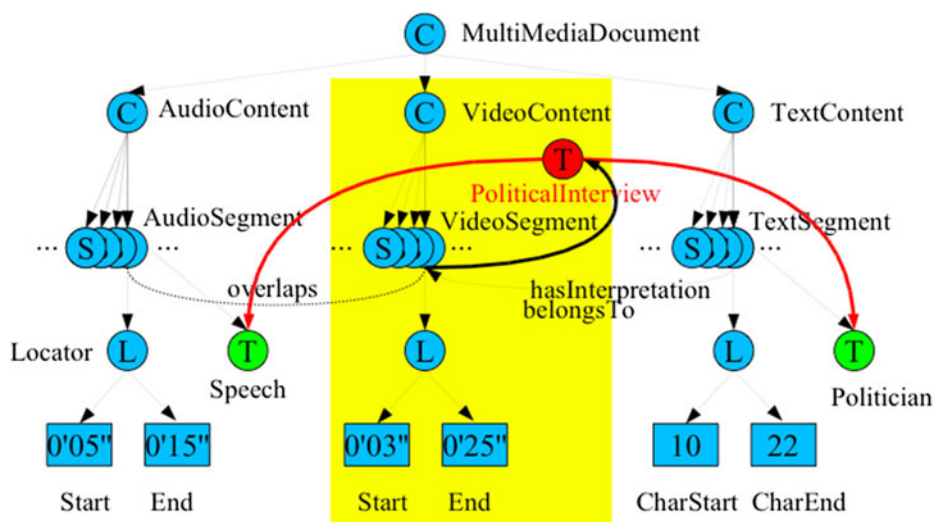 C MultiMediaDocument
C AudioContent
C VideoContent
C TextContent
T
PoliticalInterview
AudioSegment
VideoSegment
TextSegment
... S ...
... S ...
... S ...
overlaps
hasInterpretation
belongsTo
Locator L
T
L
L
T
Speech
Politician
0'05" 0'15" 0'03" 0'25" 10 22
Start End Start End CharStart CharEnd